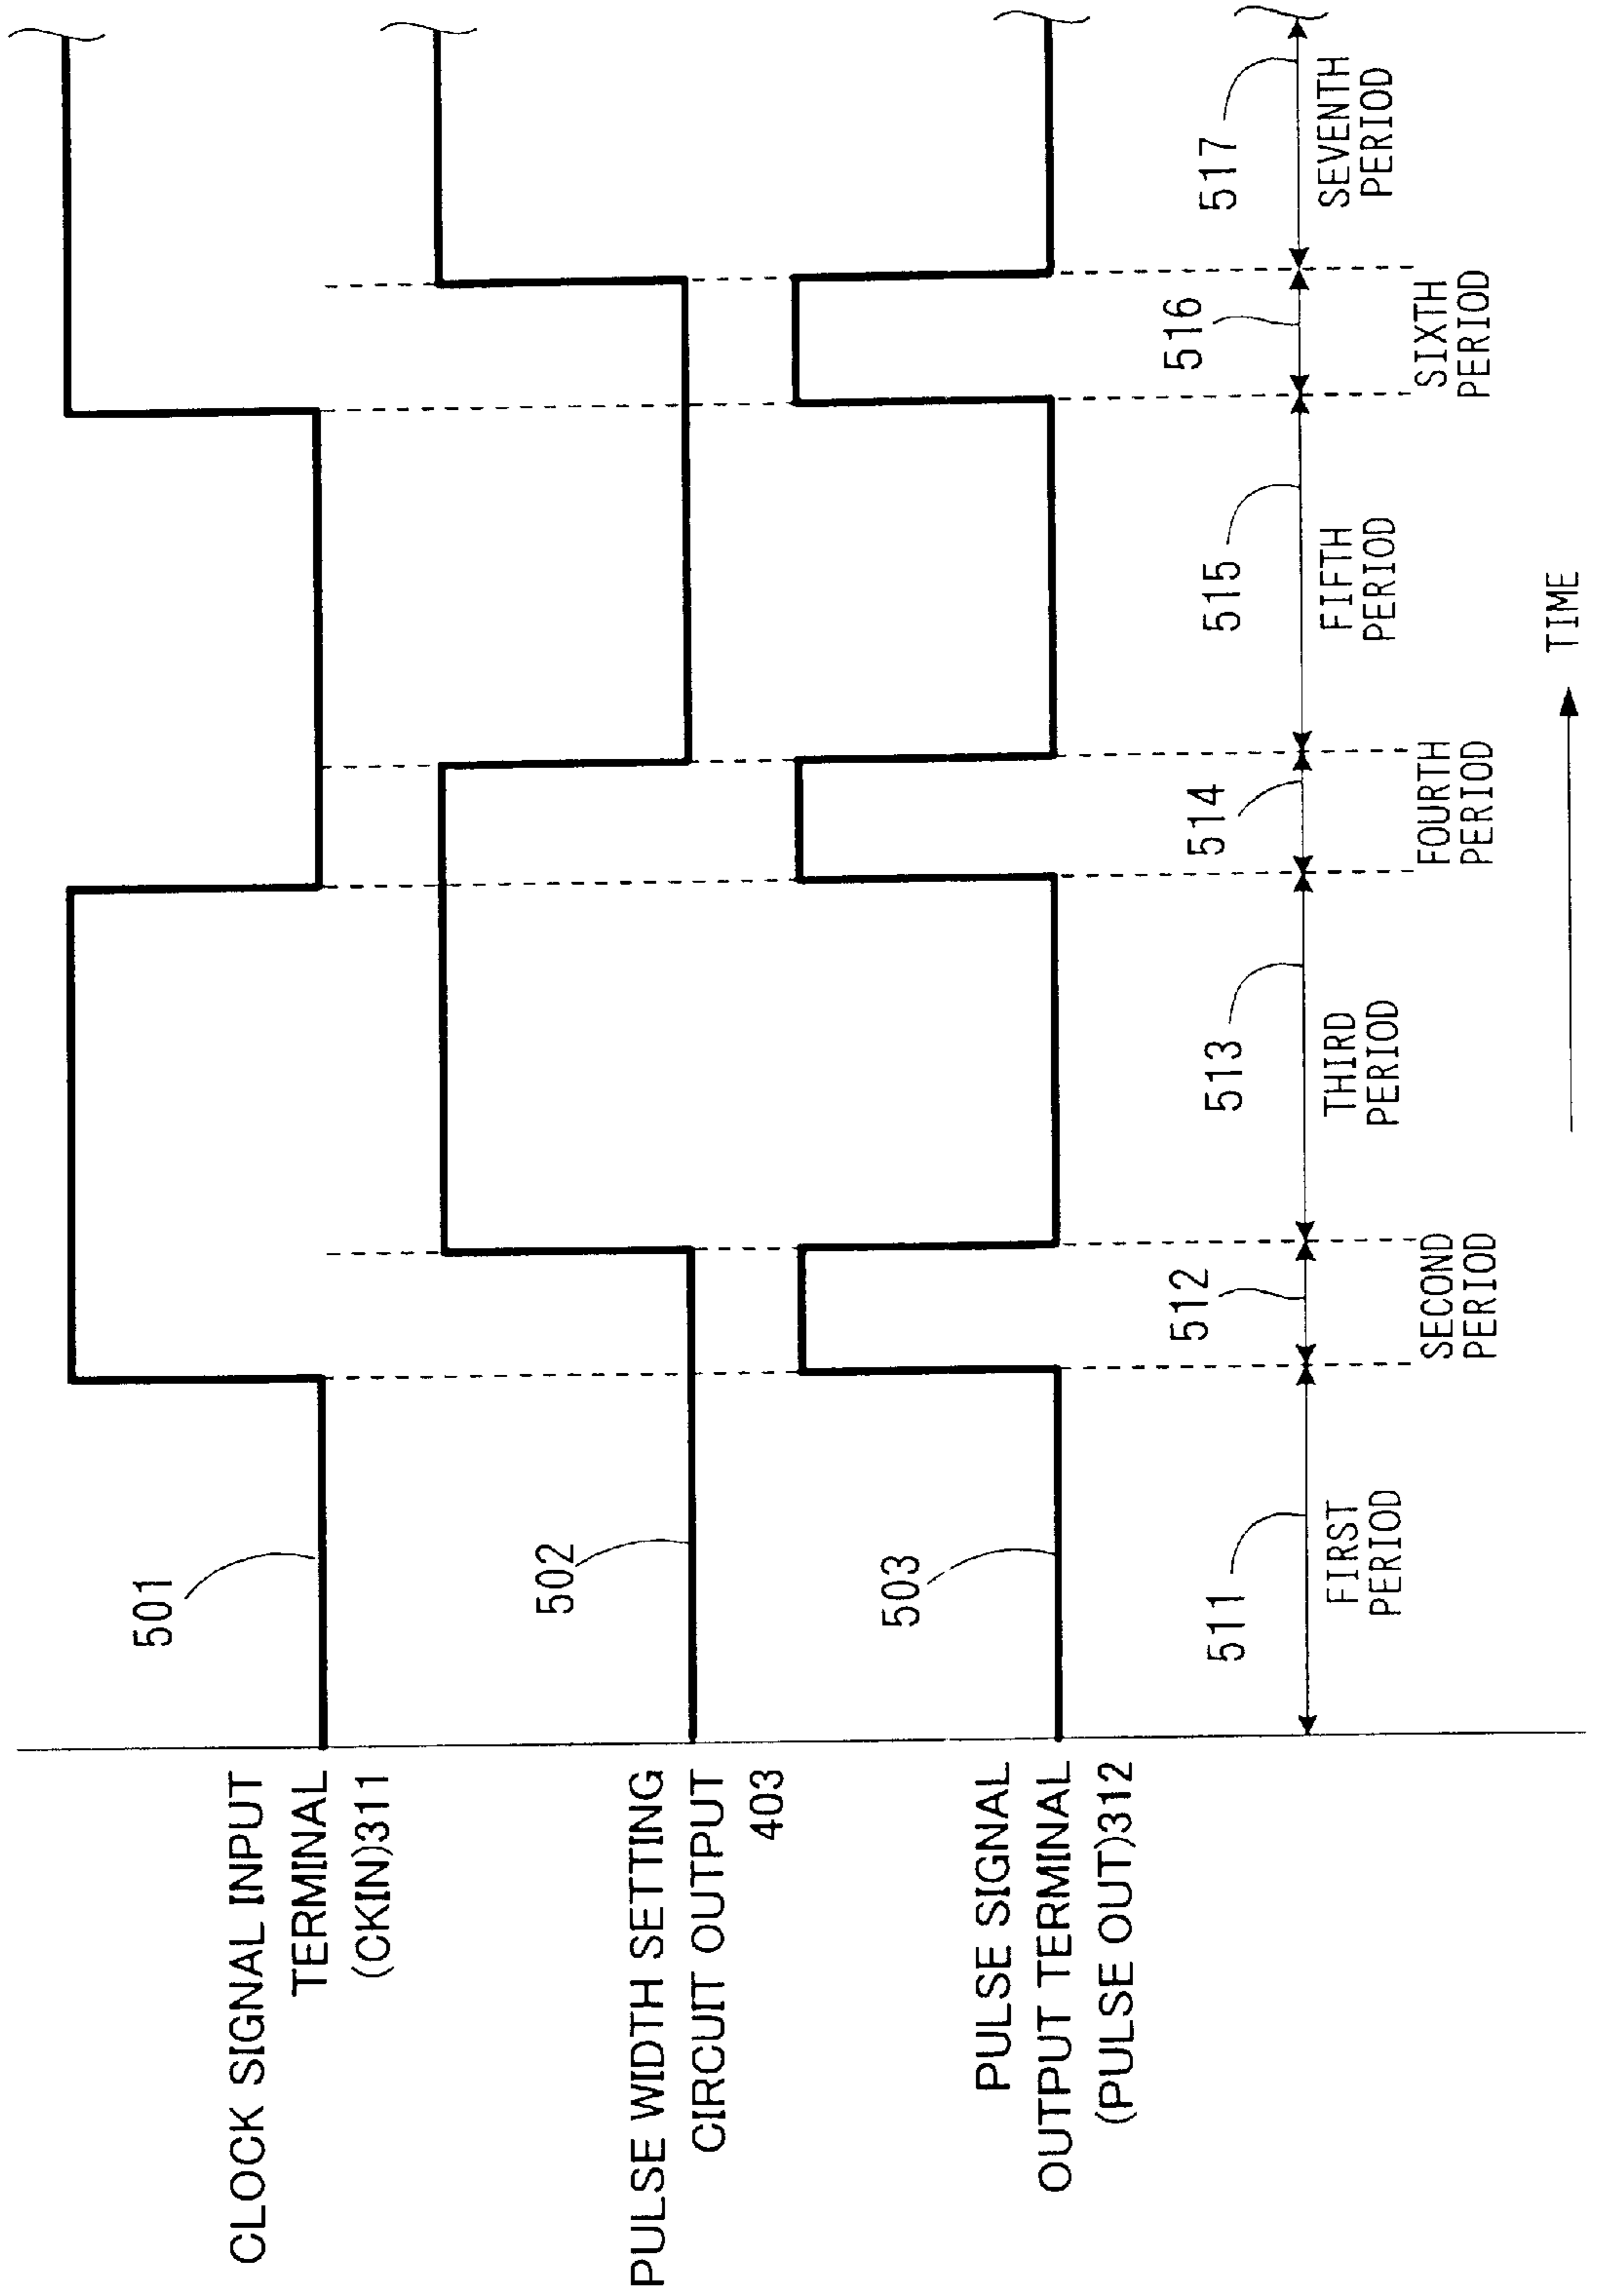 CLOCK SIGNAL INPUT
TERMINAL
(CKIN)311
501
PULSE WIDTH SETTING
CIRCUIT OUTPUT
403
502
PULSE SIGNAL
OUTPUT TERMINAL
(PULSE OUT)312
503
511
FIRST
PERIOD
512
SECOND
PERIOD
513
THIRD
PERIOD
514
FOURTH
PERIOD
515
FIFTH
PERIOD
516
SIXTH
PERIOD
517
SEVENTH
PERIOD
TIME